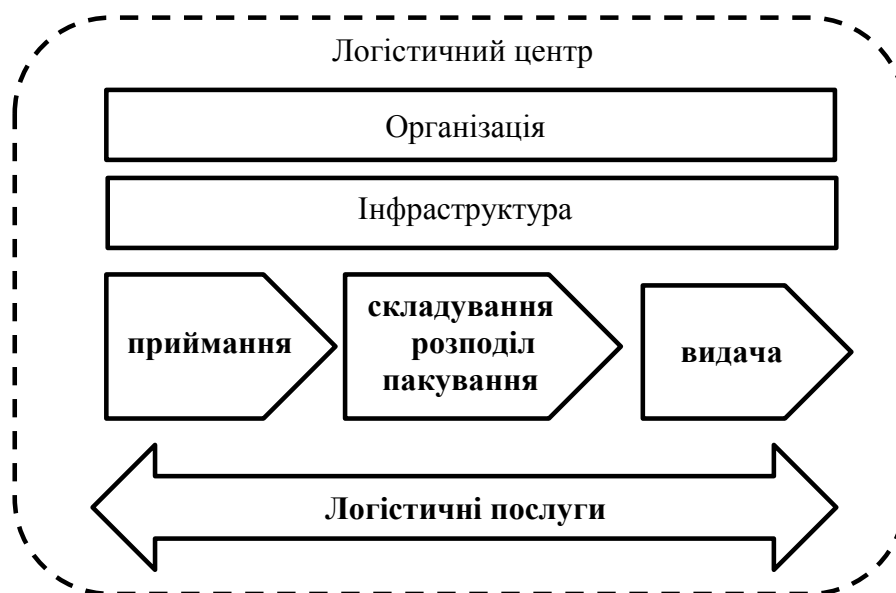 Логістичний центр
Організація
Інфраструктура
приймання
складування
розподіл
пакування
видача
Логістичні послуги